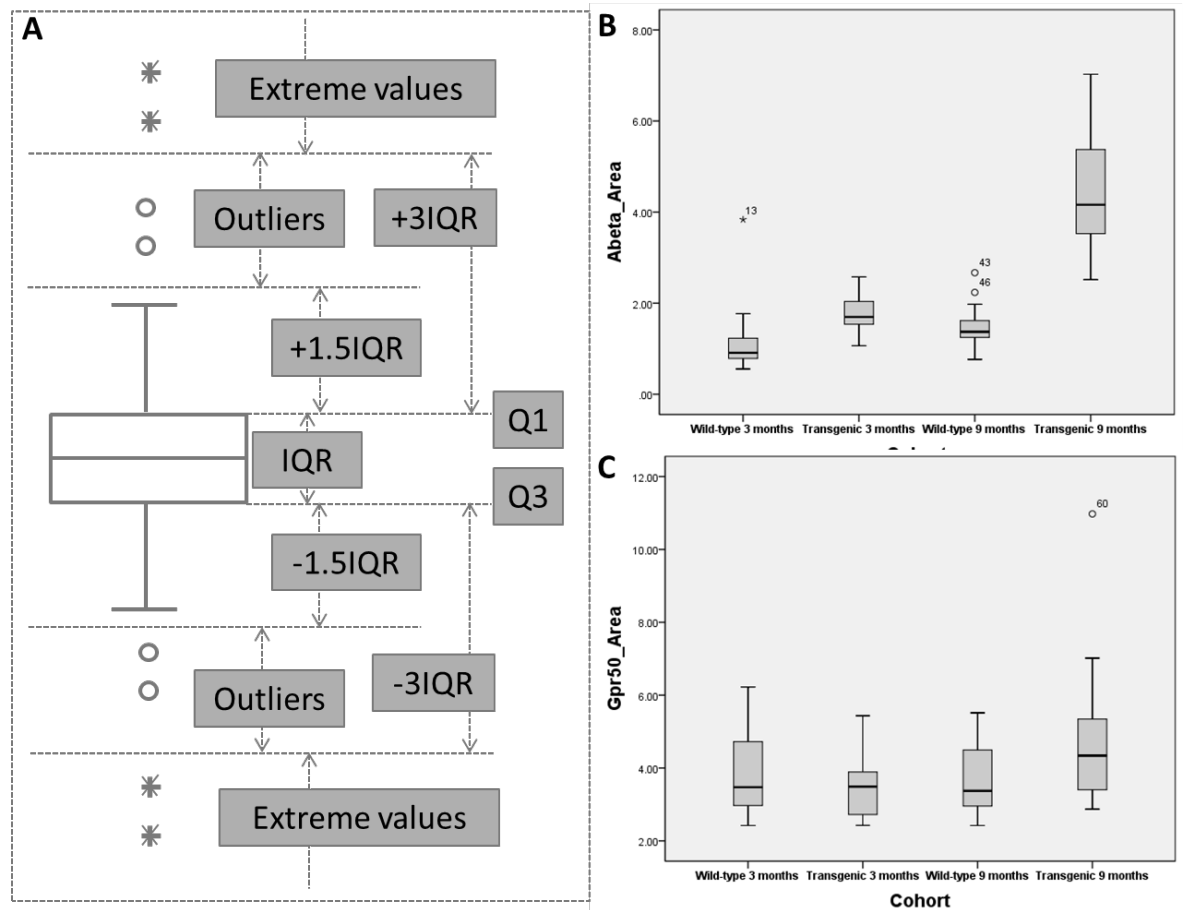 A
Extreme values
Outliers
+3IQR
+1.5IQR
Q1
IQR
Q3
-1.5IQR
Outliers
-3IQR
Extreme values
B
8.00
6.00
4.00
2.00
.00
Abeta_Area
13
43
46
Wild-type 3 months Transgenic 3 months Wild-type 9 months Transgenic 9 months
C
12.00
10.00
8.00
6.00
4.00
2.00
Gpr50_Area
60
Wild-type 3 months Transgenic 3 months Wild-type 9 months Transgenic 9 months
Cohort